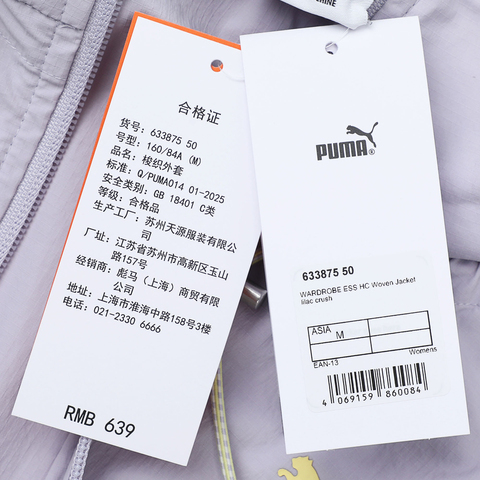 合格证
货号: 633875 50
号型: 160/84A (M)
品名: 梭织外套
标准: Q/PUMA014 01-2025
安全类别: GB 18401 C类
等级: 合格品
生产工厂: 苏州天源服装有限公
司
厂址: 江苏省苏州市高新区玉山
路157号
经销商: 彪马(上海)商贸有限
公司
地址: 上海市淮海中路158号3楼
电话: 021-2330 6666
RMB 639
PUMA®
633875 50
WARDROBE ESS HC Woven Jacket
lilac crush
ASIA
M
EAN-13
Womens
4 069159 860084